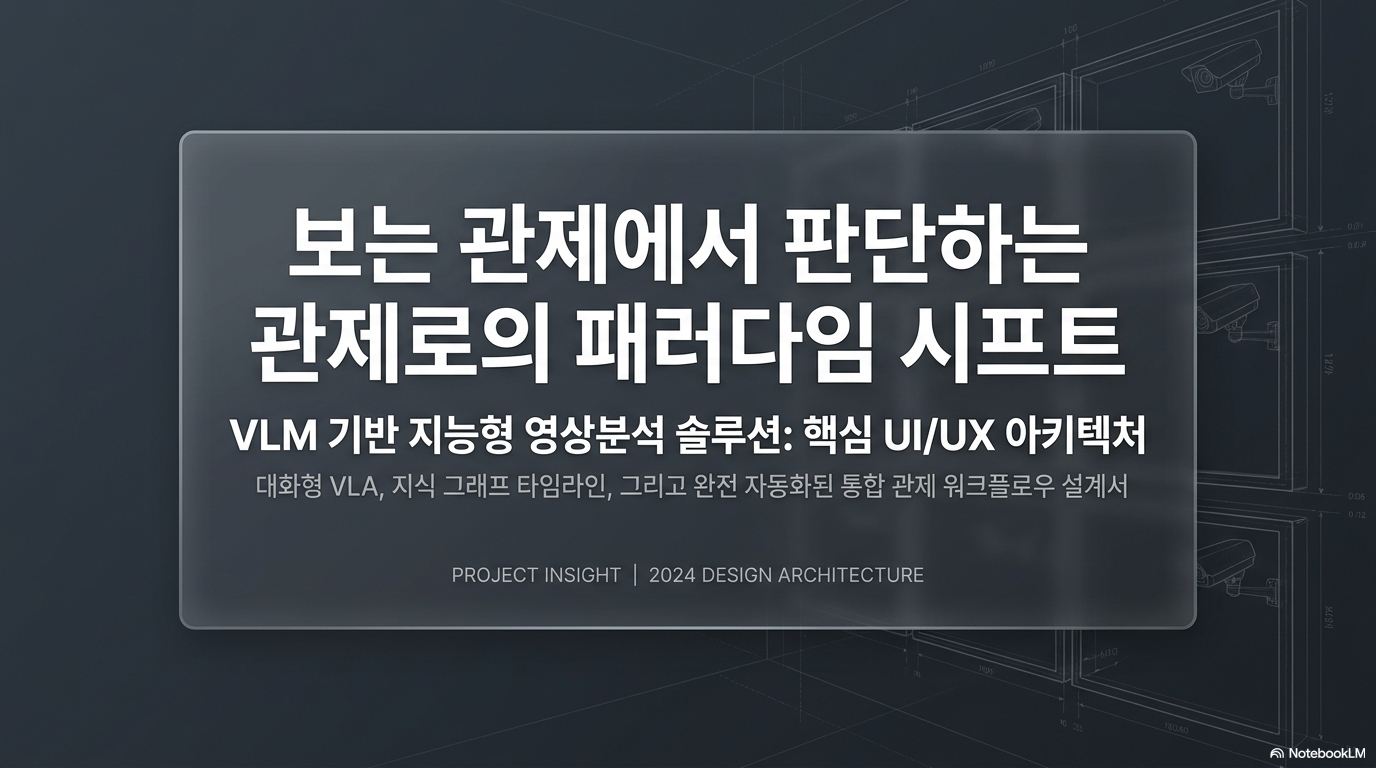 보는 관제에서 판단하는
관제로의 패러다임 시프트
VLM 기반 지능형 영상분석 솔루션: 핵심 UI/UX 아키텍처
대화형 VLA, 지식 그래프 타임라인, 그리고 완전 자동화된 통합 관제 워크플로우 설계서
PROJECT INSIGHT | 2024 DESIGN ARCHITECTURE
NotebookLM